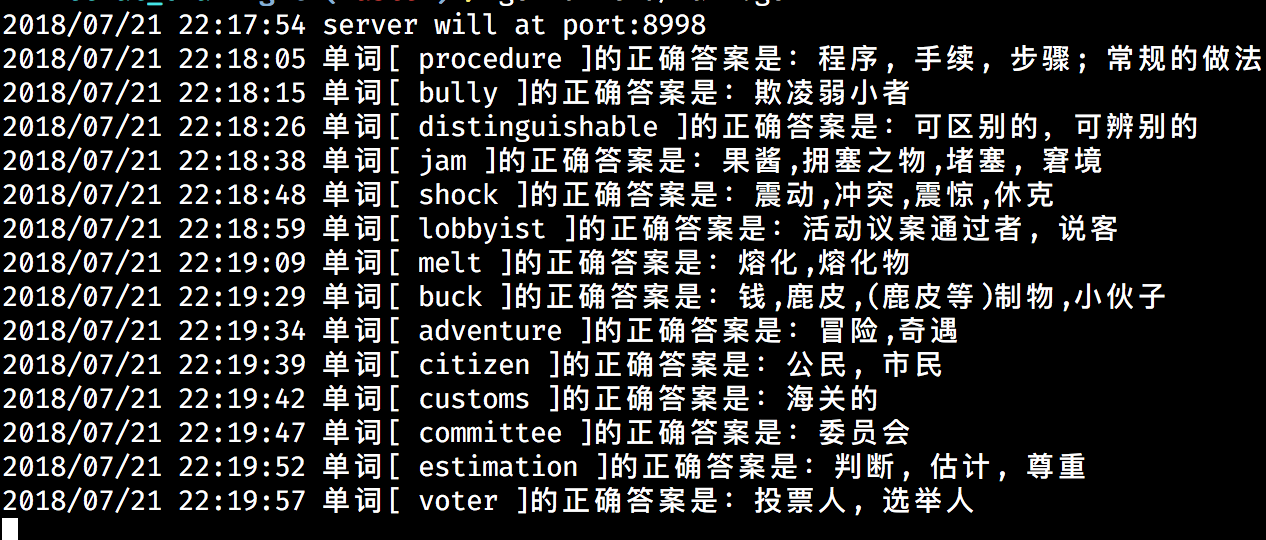 2018/07/21 22:17:54 server will at port:8998
2018/07/21 22:18:05 单词[ procedure ]的正确答案是：程序, 手续, 步骤; 常规的做法
2018/07/21 22:18:15 单词[ bully ]的正确答案是：欺凌弱小者
2018/07/21 22:18:26 单词[ distinguishable ]的正确答案是：可区别的, 可辨别的
2018/07/21 22:18:38 单词[ jam ]的正确答案是：果酱,拥塞之物,堵塞, 窘境
2018/07/21 22:18:48 单词[ shock ]的正确答案是：震动,冲突,震惊,休克
2018/07/21 22:18:59 单词[ lobbyist ]的正确答案是：活动议案通过者, 说客
2018/07/21 22:19:09 单词[ melt ]的正确答案是：熔化,熔化物
2018/07/21 22:19:29 单词[ buck ]的正确答案是：钱,鹿皮,(鹿皮等)制物,小伙子
2018/07/21 22:19:34 单词[ adventure ]的正确答案是：冒险,奇遇
2018/07/21 22:19:39 单词[ citizen ]的正确答案是：公民, 市民
2018/07/21 22:19:42 单词[ customs ]的正确答案是：海关的
2018/07/21 22:19:47 单词[ committee ]的正确答案是：委员会
2018/07/21 22:19:52 单词[ estimation ]的正确答案是：判断, 估计, 尊重
2018/07/21 22:19:57 单词[ voter ]的正确答案是：投票人, 选举人